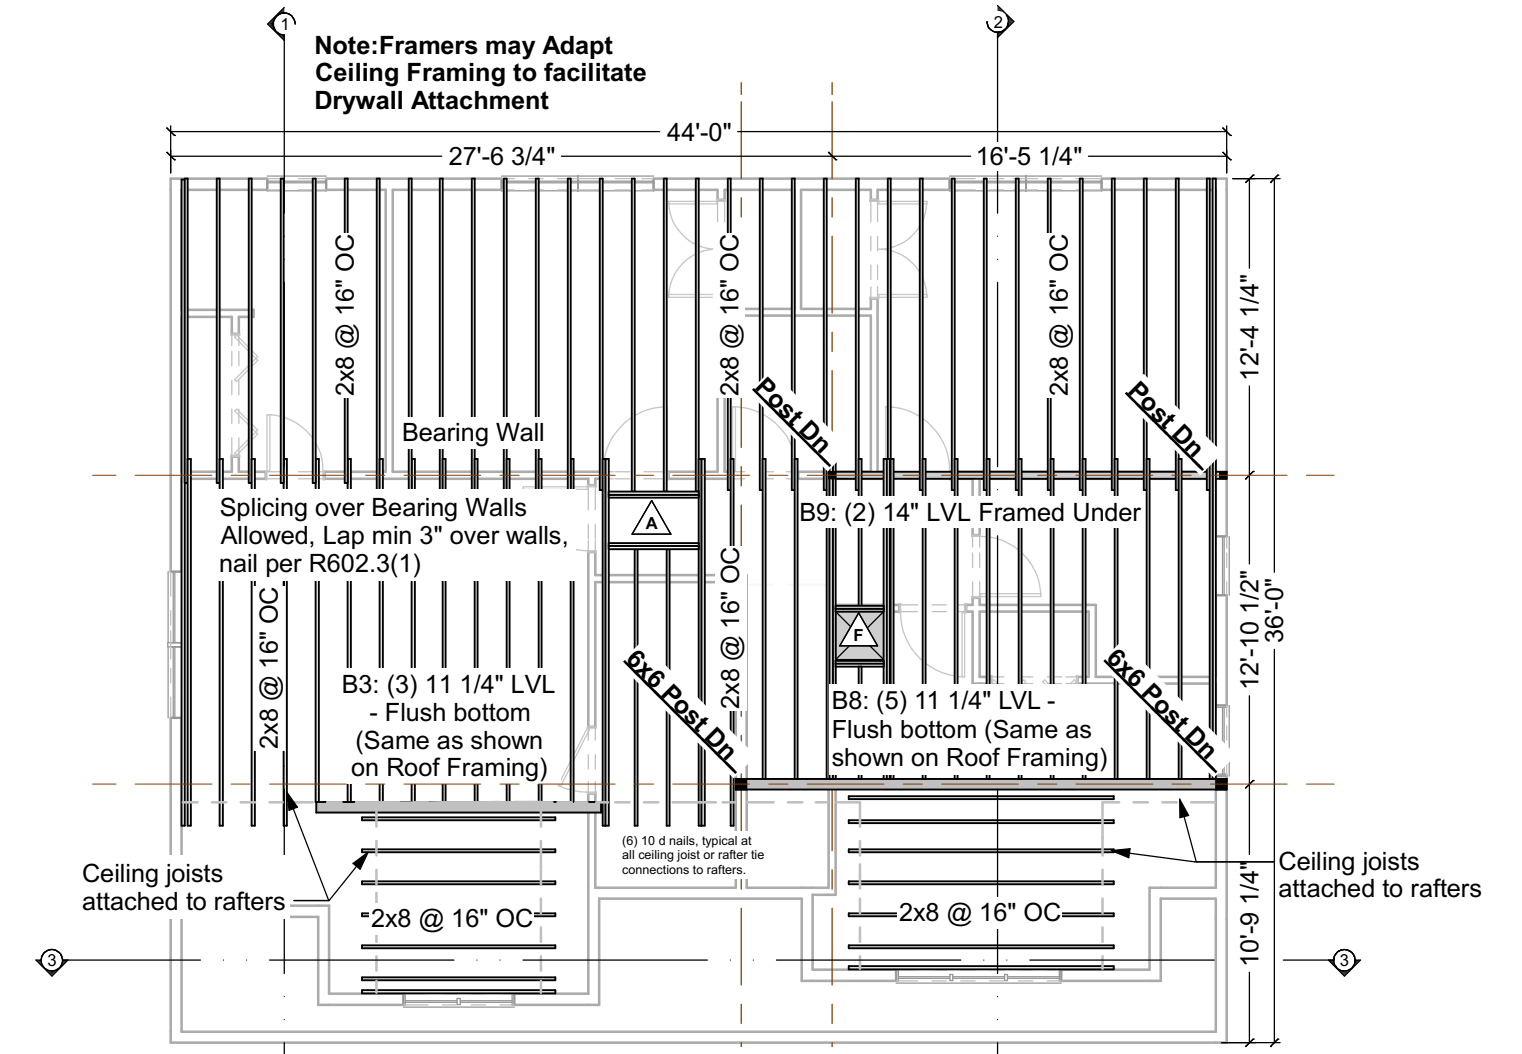 1
2
Note:Framers may Adapt
Ceiling Framing to facilitate
Drywall Attachment
44'-0"
27'-6 3/4"
16'-5 1/4"
2x8 @ 16" OC
2x8 @ 16" OC
2x8 @ 16" OC
12'-4 1/4"
Post Dn
Post Dn
Bearing Wall
Splicing over Bearing Walls
Allowed, Lap min 3" over walls,
nail per R602.3(1)
A
B9: (2) 14" LVL Framed Under
2x8 @ 16" OC
2x8 @ 16" OC
F
12'-10 1/2"
36'-0"
6x6 Post Dn
6x6 Post Dn
B3: (3) 11 1/4" LVL
- Flush bottom
(Same as shown
on Roof Framing)
B8: (5) 11 1/4" LVL -
Flush bottom (Same as
shown on Roof Framing)
(6) 10 d nails, typical at
all ceiling joist or rafter tie
connections to rafters.
Ceiling joists
attached to rafters
Ceiling joists
attached to rafters
2x8 @ 16" OC
2x8 @ 16" OC
10'-9 1/4"
3
3